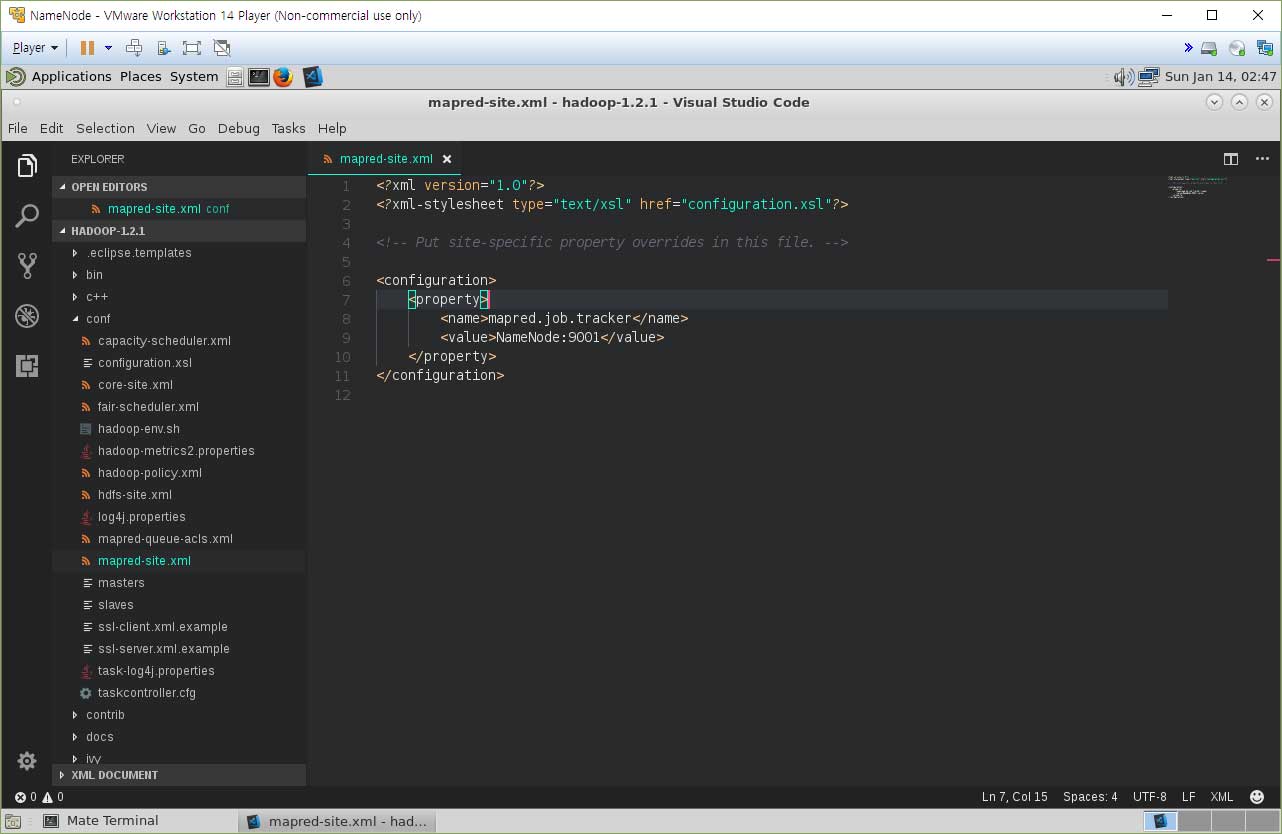 NameNode - VMware Workstation 14 Player (Non-commercial use only)
Player
Applications Places System
Sun Jan 14, 02:47
mapred-site.xml - hadoop-1.2.1 - Visual Studio Code
File Edit Selection View Go Debug Tasks Help
EXPLORER
OPEN EDITORS
mapred-site.xml conf
HADOOP-1.2.1
.eclipse.templates
bin
c++
conf
capacity-scheduler.xml
configuration.xsl
core-site.xml
fair-scheduler.xml
hadoop-env.sh
hadoop-metrics2.properties
hadoop-policy.xml
hdfs-site.xml
log4j.properties
mapred-queue-acls.xml
mapred-site.xml
masters
slaves
ssl-client.xml.example
ssl-server.xml.example
task-log4j.properties
taskcontroller.cfg
contrib
docs
ivy
XML DOCUMENT
mapred-site.xml
1 <?xml version="1.0"?>
2 <?xml-stylesheet type="text/xsl" href="configuration.xsl"?>
3
4 <!-- Put site-specific property overrides in this file. -->
5
6 <configuration>
7 <property>
8 <name>mapred.job.tracker</name>
9 <value>NameNode:9001</value>
10 </property>
11 </configuration>
12
0 0
Ln 7, Col 15 Spaces: 4 UTF-8 LF XML
Mate Terminal
mapred-site.xml - had...